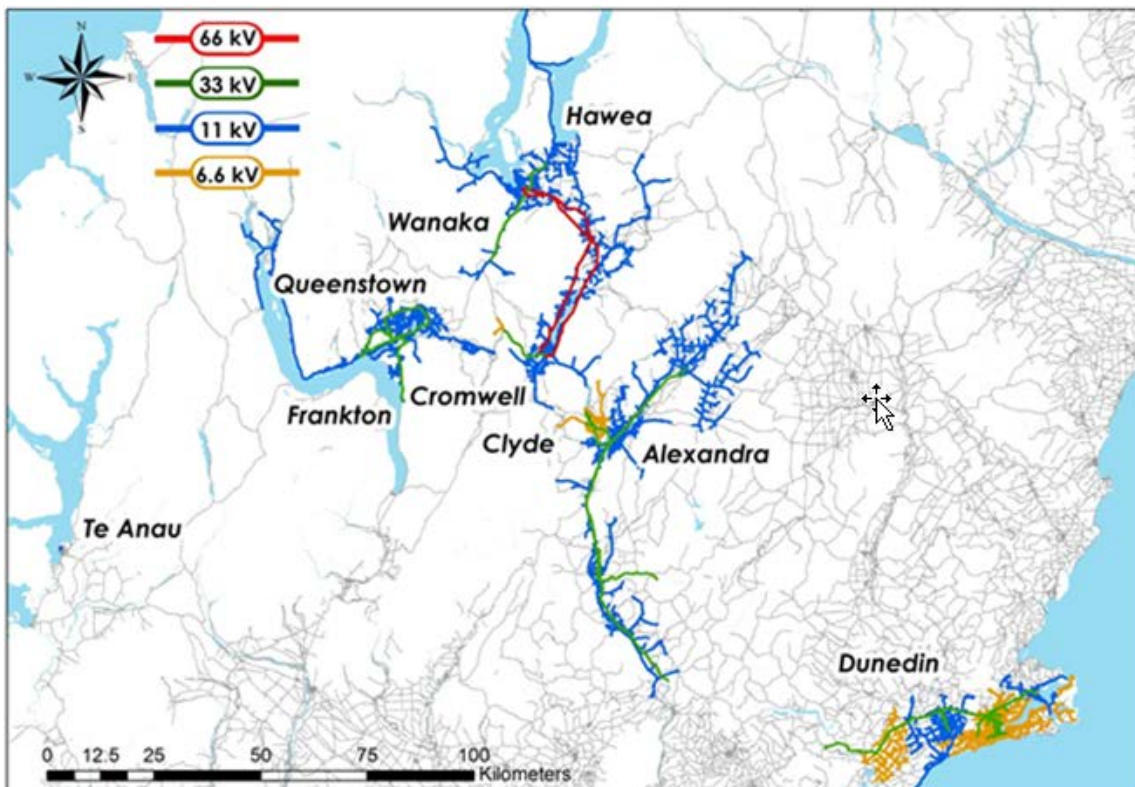 N
W E
S
66 kV
33 kV
11 kV
6.6 kV
Hawea
Wanaka
Queenstown
Cromwell
Frankton
Clyde
Alexandra
Te Anau
Dunedin
0 12.5 25 50 75 100
Kilometers